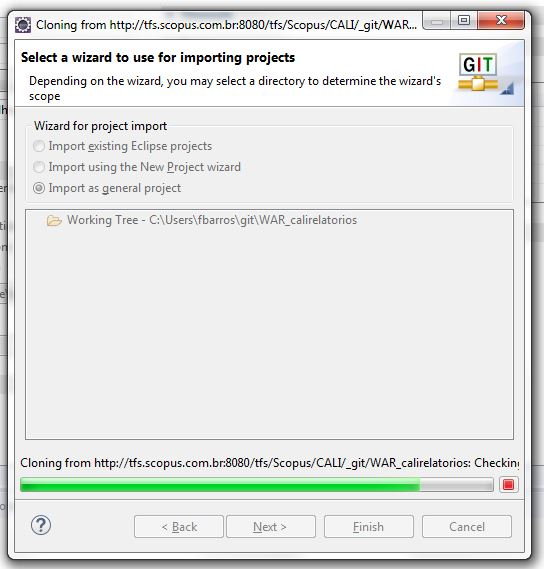 Cloning from http://tfs.scopus.com.br:8080/tfs/Scopus/CALI/_git/WAR...
Select a wizard to use for importing projects
Depending on the wizard, you may select a directory to determine the wizard's
scope
GIT
Wizard for project import
Import existing Eclipse projects
Import using the New Project wizard
Import as general project
Working Tree - C:\Users\fbarros\git\WAR_calirelatorios
Cloning from http://tfs.scopus.com.br:8080/tfs/Scopus/CALI/_git/WAR_calirelatorios: Checking
?
< Back
Next >
Finish
Cancel